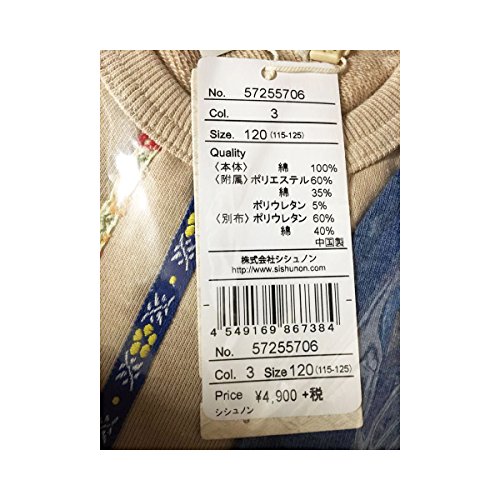 No. 57255706
Col. 3
Size. 120 (115-125)
Quality
〈本体〉 綿 100%
〈附属〉ポリエステル 60%
綿 35%
ポリウレタン 5%
〈別布〉ポリウレタン 60%
綿 40%
中国製
株式会社シシュノン
http://www.sishunon.com/
4 549169 867384
No. 57255706
Col. 3 Size 120 (115-125)
Price ¥4,900 +税
シシュノン